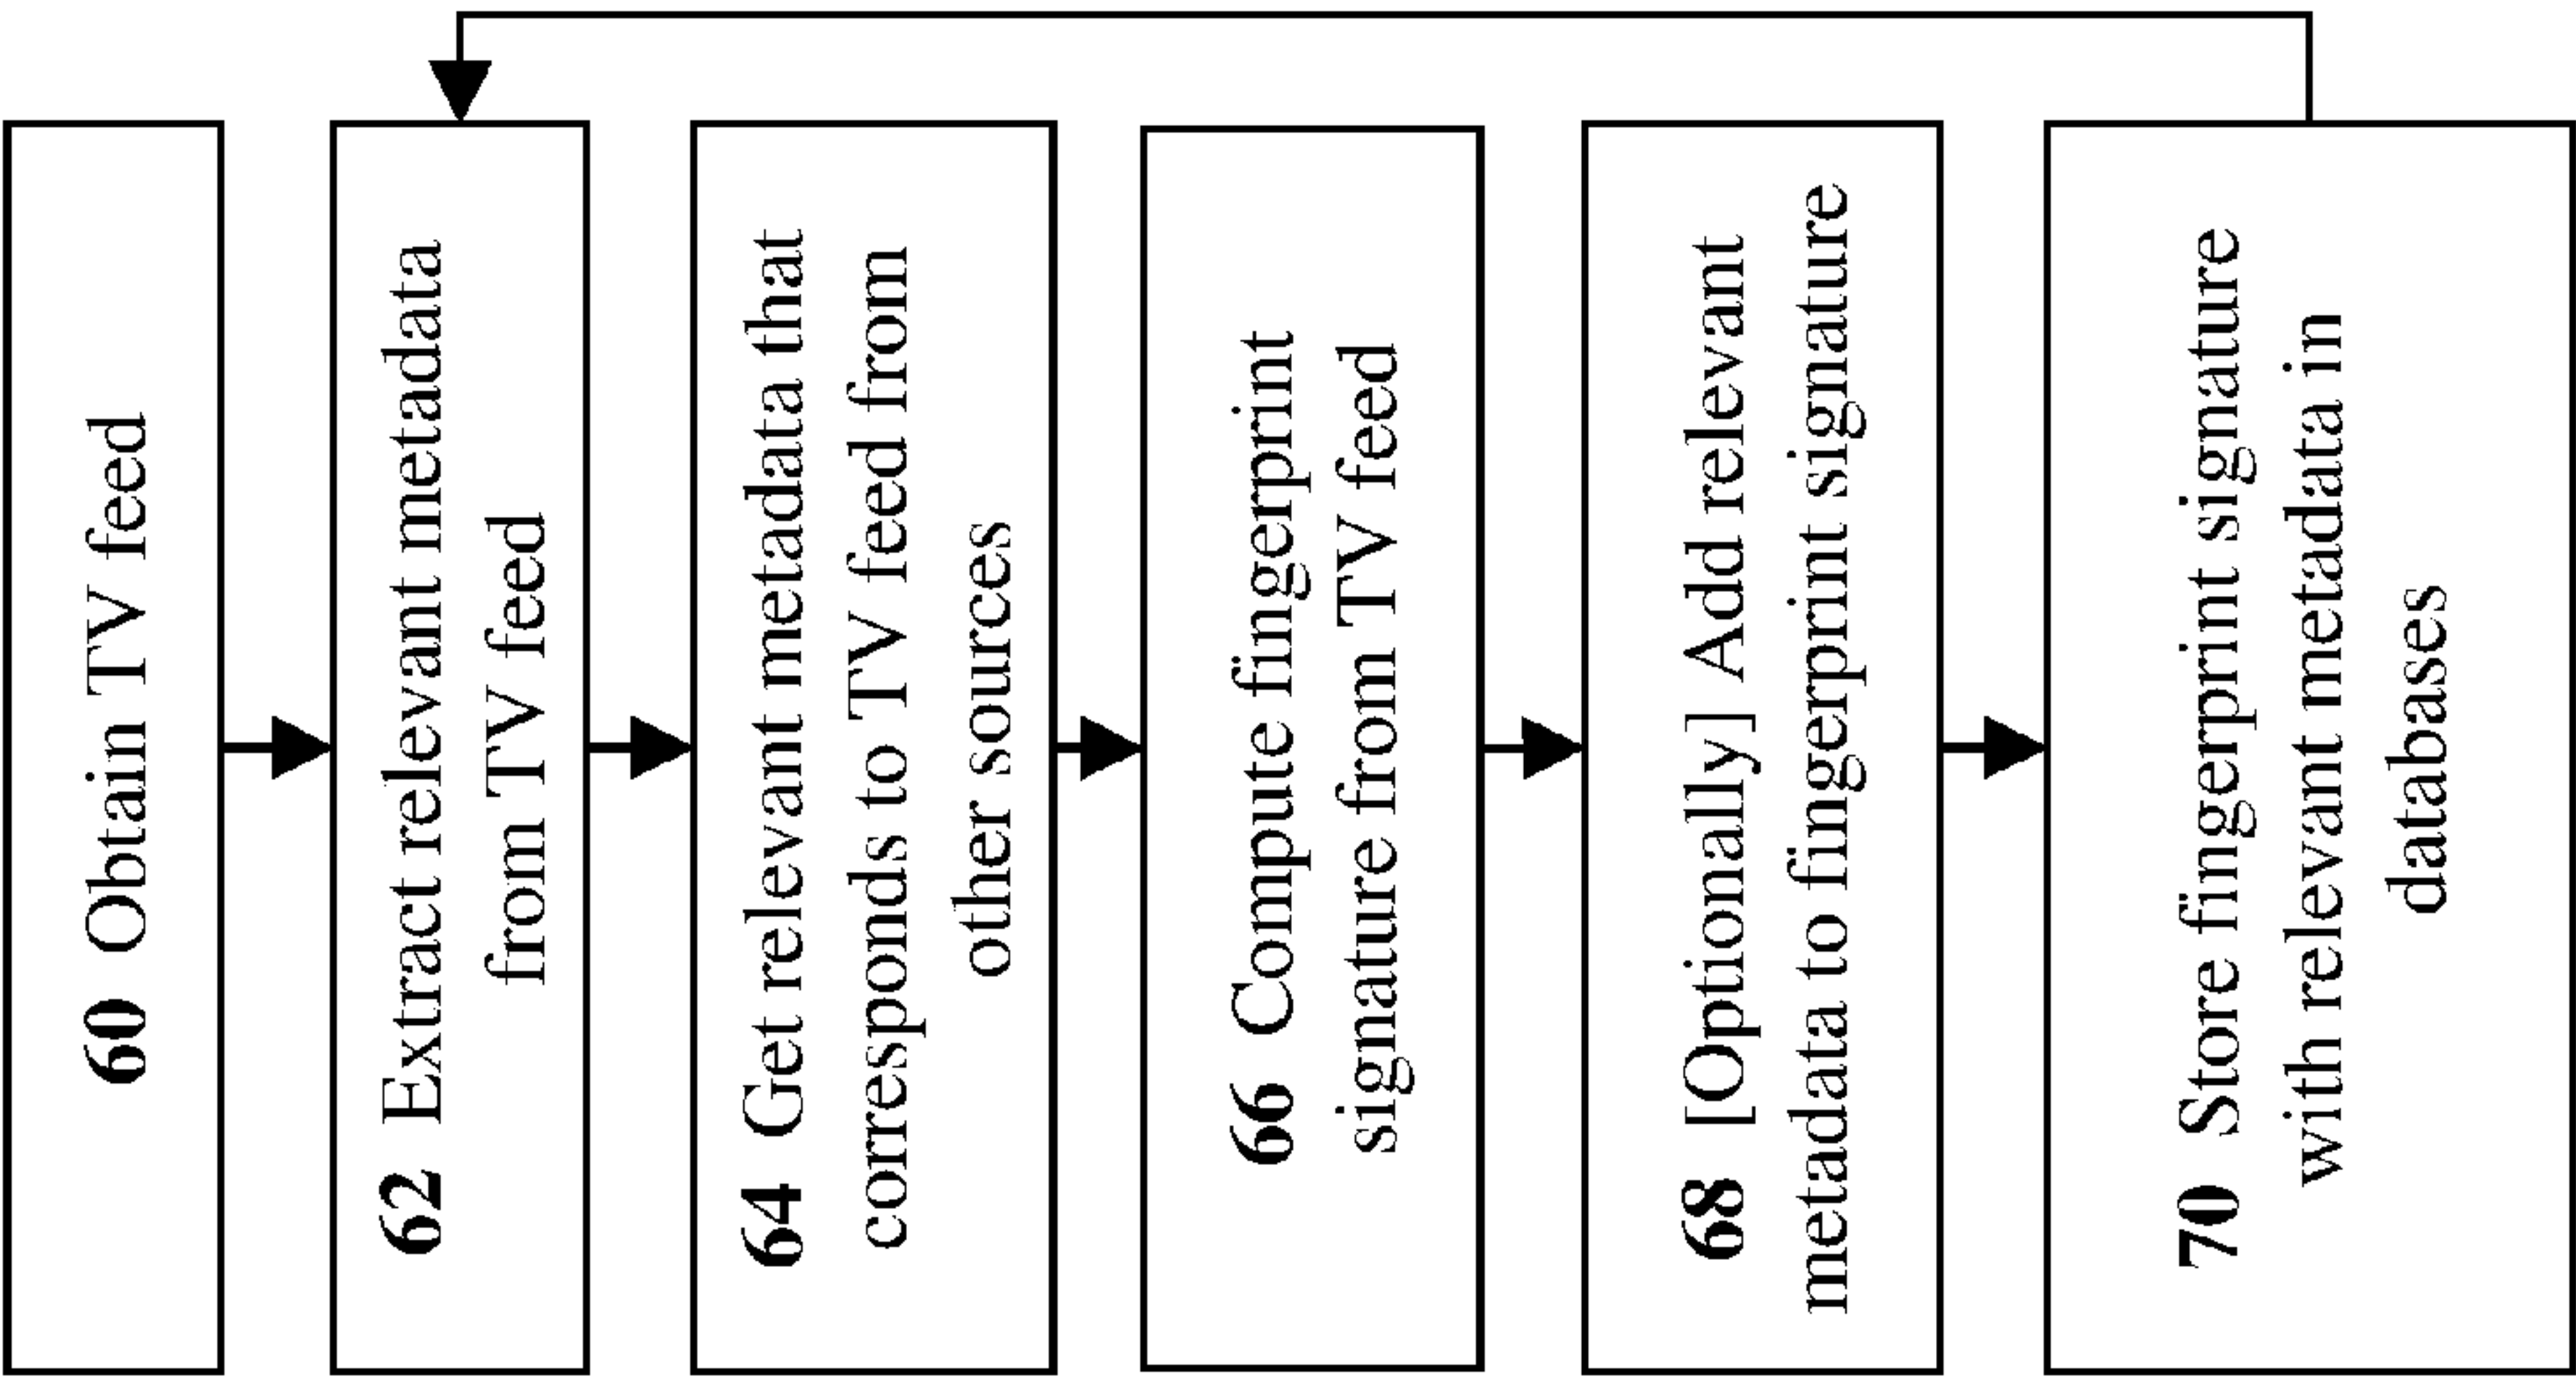 60 Obtain TV feed
62 Extract relevant metadata
from TV feed
64 Get relevant metadata that
corresponds to TV feed from
other sources
66 Compute fingerprint
signature from TV feed
68 [Optionally] Add relevant
metadata to fingerprint signature
70 Store fingerprint signature
with relevant metadata in
databases